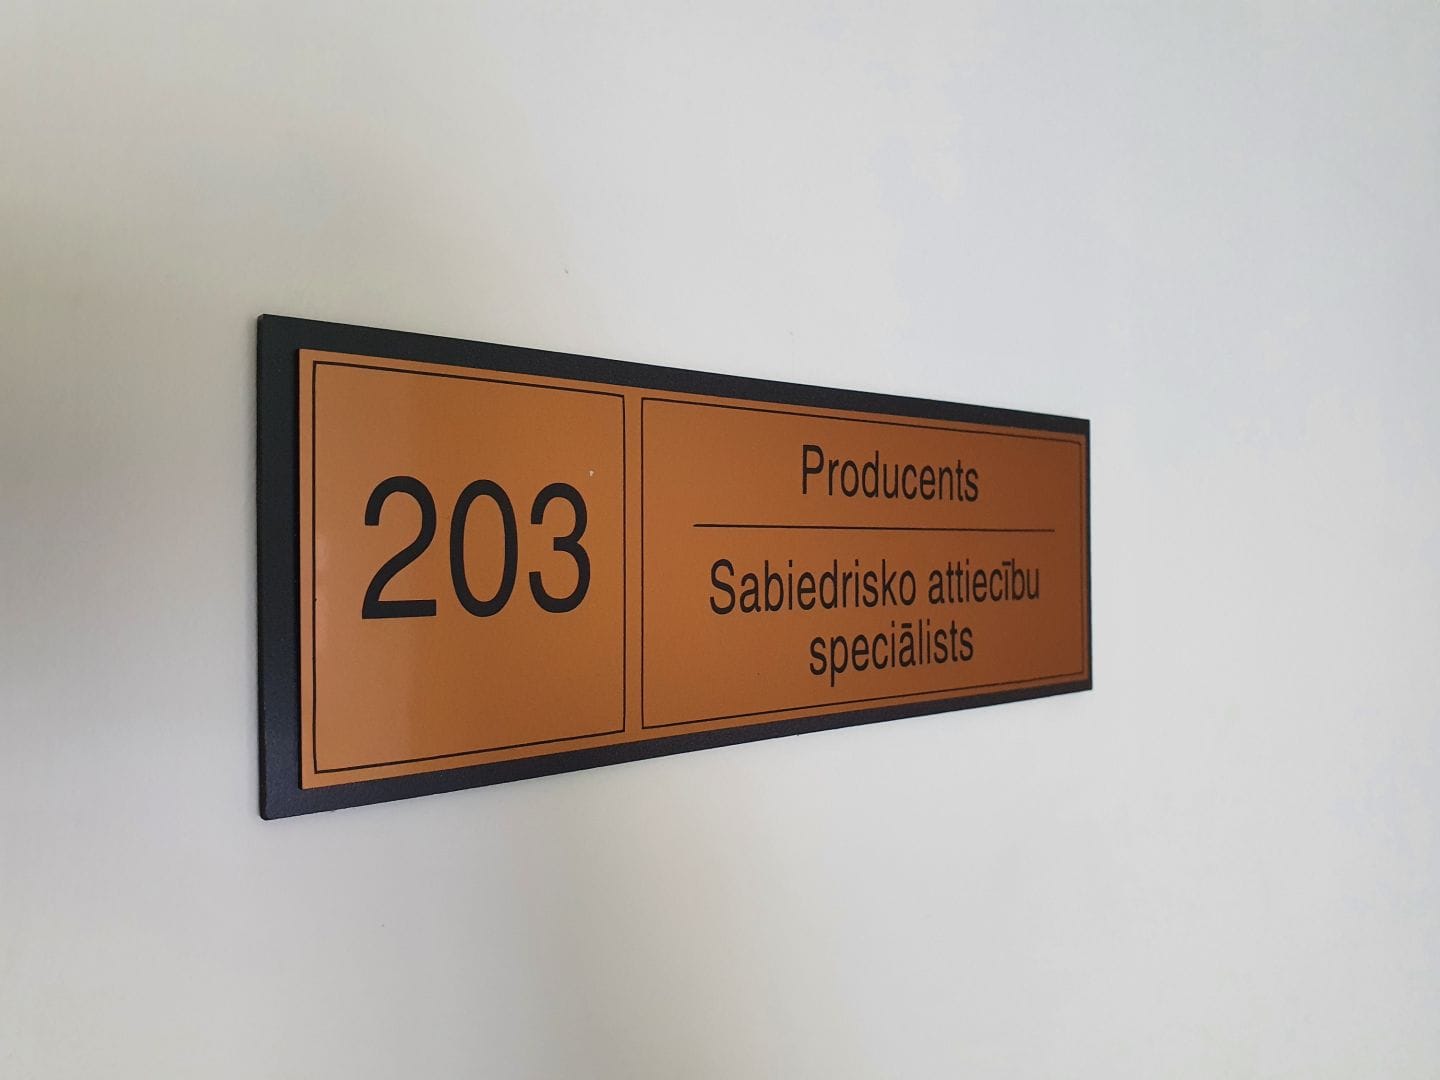 203
Producents
Sabiedrisko attiecību
speciālists